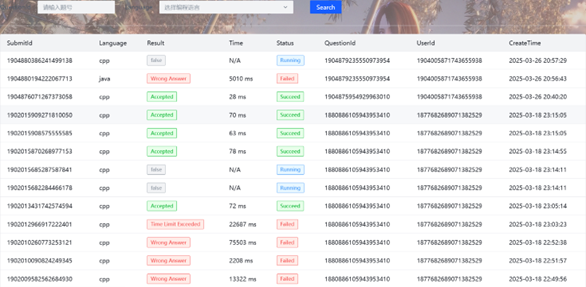 请输入题号 选择编程语言 Search
SubmitId Language Result Time Status QuestionId UserId CreateTime
1904880386241499138 cpp false N/A Running 1904879235550973954 1904005871743655938 2025-03-26 20:57:29
1904880194222067713 java Wrong Answer 5010 ms Failed 1904879235550973954 1904005871743655938 2025-03-26 20:56:43
1904876071267373058 cpp Accepted 28 ms Succeed 1904875954929963010 1904005871743655938 2025-03-26 20:40:20
1902015909271810050 cpp Accepted 70 ms Succeed 1880886105943953410 1877682689071382529 2025-03-18 23:15:05
1902015908575555585 cpp Accepted 63 ms Succeed 1880886105943953410 1877682689071382529 2025-03-18 23:15:05
1902015870268977153 cpp Accepted 78 ms Succeed 1880886105943953410 1877682689071382529 2025-03-18 23:14:55
1902015685287587841 cpp false N/A Running 1880886105943953410 1877682689071382529 2025-03-18 23:14:11
1902015682284466178 cpp false N/A Running 1880886105943953410 1877682689071382529 2025-03-18 23:14:11
1902013431742574594 cpp Accepted 72 ms Succeed 1880886105943953410 1877682689071382529 2025-03-18 23:05:14
1902012966917222401 cpp Time Limit Exceeded 22687 ms Failed 1880886105943953410 1877682689071382529 2025-03-18 23:03:23
1902010260773253121 cpp Wrong Answer 75503 ms Failed 1880886105943953410 1877682689071382529 2025-03-18 22:52:38
1902010090824249345 cpp Wrong Answer 2208 ms Failed 1880886105943953410 1877682689071382529 2025-03-18 22:51:57
1902009582562684930 cpp Wrong Answer 13322 ms Failed 1880886105943953410 1877682689071382529 2025-03-18 22:49:56